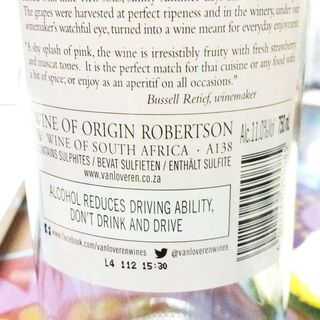 The grapes were harvested at perfect ripeness and in the winery, under our
winemaker's watchful eye, turned into a wine meant for everyday enjoyment.
"A shy splash of pink, the wine is irresistibly fruity with fresh strawberry
and muscat tones. It is the perfect match for thai cuisine or any food with
a bit of spice; or enjoy as an aperitif on all occasions."
Bussell Retief, winemaker
WINE OF ORIGIN ROBERTSON
WINE OF SOUTH AFRICA · A138
CONTAINS SULPHITES / BEVAT SULFIETEN / ENTHÄLT SULFITE
www.vanloveren.co.za
Alc.11.0%Vol 750 mℓ
ALCOHOL REDUCES DRIVING ABILITY,
DON'T DRINK AND DRIVE
www.facebook.com/vanloverenwines @vanloverenwines
L4 112 15:30